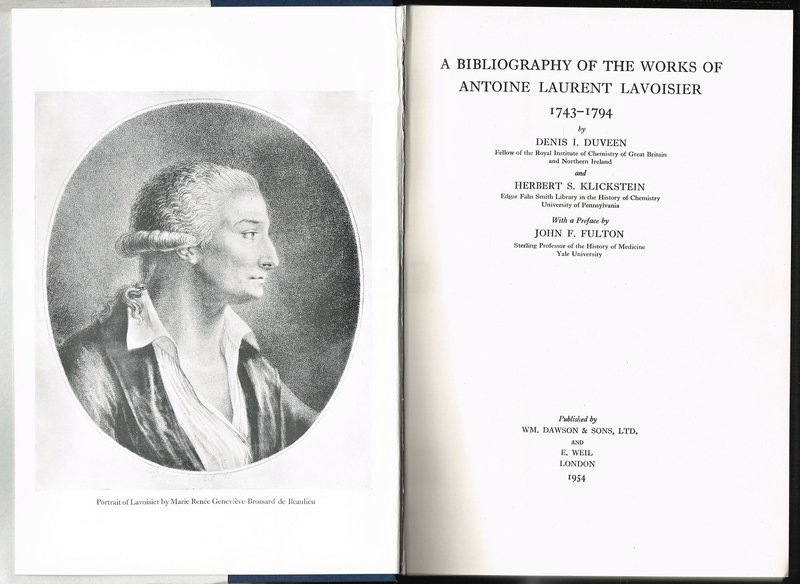 Portrait of Lavoisier by Marie Renée Geneviève Brossard de Beaulieu
A BIBLIOGRAPHY OF THE WORKS OF
ANTOINE LAURENT LAVOISIER
1743–1794
by
DENIS I. DUVEEN
Fellow of the Royal Institute of Chemistry of Great Britain
and Northern Ireland
and
HERBERT S. KLICKSTEIN
Edgar Fahs Smith Library in the History of Chemistry
University of Pennsylvania
With a Preface by
JOHN F. FULTON
Sterling Professor of the History of Medicine
Yale University
Published by
WM. DAWSON & SONS, LTD.
AND
E. WEIL
LONDON
1954